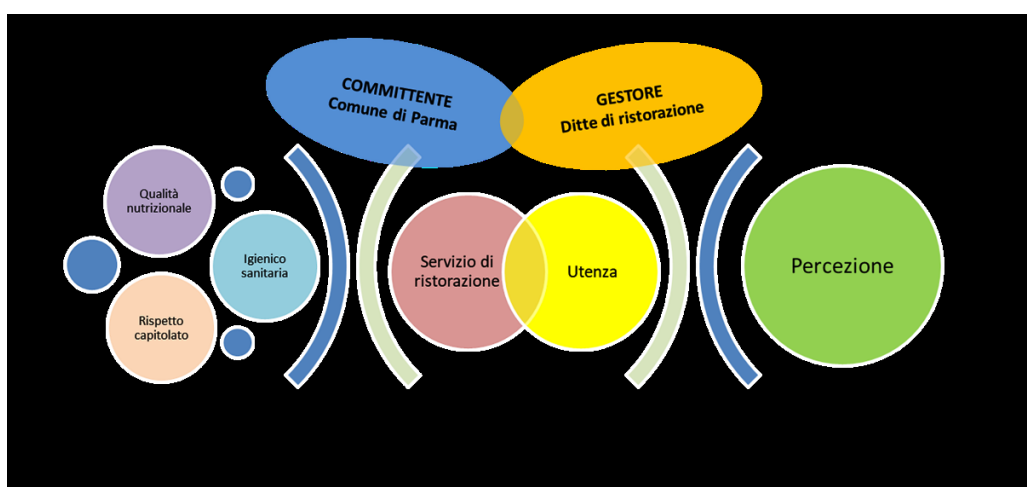 COMMITTENTE
Comune di Parma
GESTORE
Ditte di ristorazione
Qualità
nutrizionale
Igienico
sanitaria
Rispetto
capitolato
Servizio di
ristorazione
Utenza
Percezione